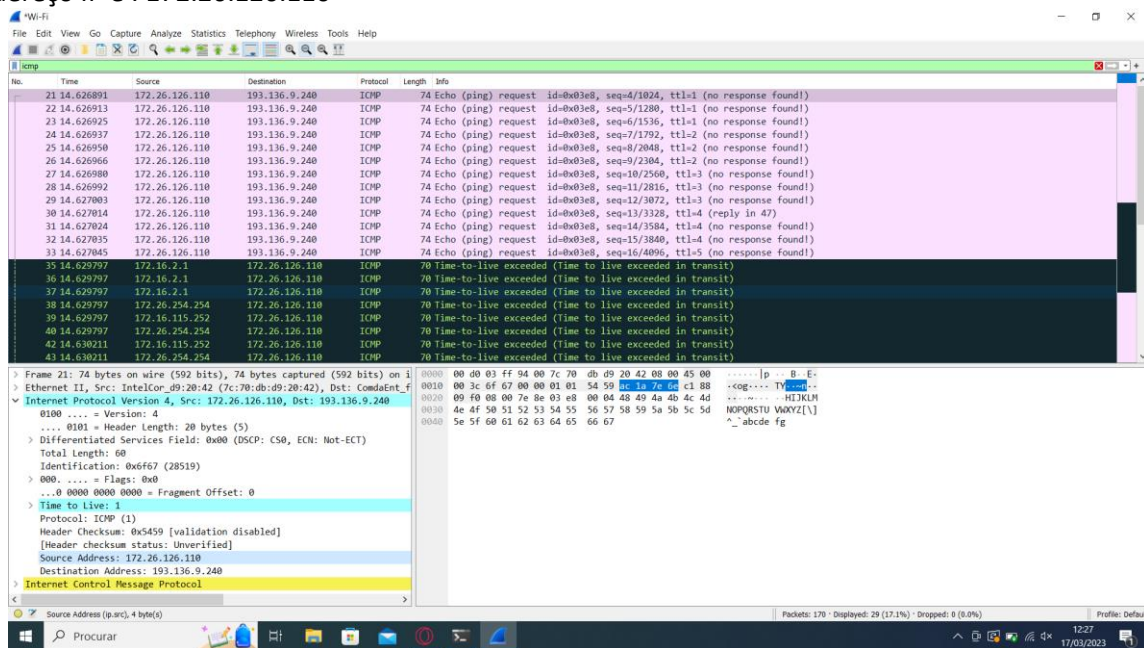 *Wi-Fi
File Edit View Go Capture Analyze Statistics Telephony Wireless Tools Help
icmp
No. Time Source Destination Protocol Length Info
21 14.626891 172.26.126.110 193.136.9.240 ICMP 74 Echo (ping) request id=0x03e8, seq=4/1024, ttl=1 (no response found!)
22 14.626913 172.26.126.110 193.136.9.240 ICMP 74 Echo (ping) request id=0x03e8, seq=5/1280, ttl=1 (no response found!)
23 14.626925 172.26.126.110 193.136.9.240 ICMP 74 Echo (ping) request id=0x03e8, seq=6/1536, ttl=1 (no response found!)
24 14.626937 172.26.126.110 193.136.9.240 ICMP 74 Echo (ping) request id=0x03e8, seq=7/1792, ttl=2 (no response found!)
25 14.626950 172.26.126.110 193.136.9.240 ICMP 74 Echo (ping) request id=0x03e8, seq=8/2048, ttl=2 (no response found!)
26 14.626966 172.26.126.110 193.136.9.240 ICMP 74 Echo (ping) request id=0x03e8, seq=9/2304, ttl=2 (no response found!)
27 14.626980 172.26.126.110 193.136.9.240 ICMP 74 Echo (ping) request id=0x03e8, seq=10/2560, ttl=3 (no response found!)
28 14.626992 172.26.126.110 193.136.9.240 ICMP 74 Echo (ping) request id=0x03e8, seq=11/2816, ttl=3 (no response found!)
29 14.627003 172.26.126.110 193.136.9.240 ICMP 74 Echo (ping) request id=0x03e8, seq=12/3072, ttl=3 (no response found!)
30 14.627014 172.26.126.110 193.136.9.240 ICMP 74 Echo (ping) request id=0x03e8, seq=13/3328, ttl=4 (reply in 47)
31 14.627024 172.26.126.110 193.136.9.240 ICMP 74 Echo (ping) request id=0x03e8, seq=14/3584, ttl=4 (no response found!)
32 14.627035 172.26.126.110 193.136.9.240 ICMP 74 Echo (ping) request id=0x03e8, seq=15/3840, ttl=4 (no response found!)
33 14.627045 172.26.126.110 193.136.9.240 ICMP 74 Echo (ping) request id=0x03e8, seq=16/4096, ttl=5 (no response found!)
35 14.629797 172.16.2.1 172.26.126.110 ICMP 70 Time-to-live exceeded (Time to live exceeded in transit)
36 14.629797 172.16.2.1 172.26.126.110 ICMP 70 Time-to-live exceeded (Time to live exceeded in transit)
37 14.629797 172.16.2.1 172.26.126.110 ICMP 70 Time-to-live exceeded (Time to live exceeded in transit)
38 14.629797 172.26.254.254 172.26.126.110 ICMP 70 Time-to-live exceeded (Time to live exceeded in transit)
39 14.629797 172.16.115.252 172.26.126.110 ICMP 70 Time-to-live exceeded (Time to live exceeded in transit)
40 14.629797 172.26.254.254 172.26.126.110 ICMP 70 Time-to-live exceeded (Time to live exceeded in transit)
42 14.630211 172.16.115.252 172.26.126.110 ICMP 70 Time-to-live exceeded (Time to live exceeded in transit)
43 14.630211 172.26.254.254 172.26.126.110 ICMP 70 Time-to-live exceeded (Time to live exceeded in transit)
Frame 21: 74 bytes on wire (592 bits), 74 bytes captured (592 bits) on i
Ethernet II, Src: IntelCor_d9:20:42 (7c:70:db:d9:20:42), Dst: ComdaEnt_f
Internet Protocol Version 4, Src: 172.26.126.110, Dst: 193.136.9.240
0100 .... = Version: 4
.... 0101 = Header Length: 20 bytes (5)
Differentiated Services Field: 0x00 (DSCP: CS0, ECN: Not-ECT)
Total Length: 60
Identification: 0x6f67 (28519)
000. .... = Flags: 0x0
...0 0000 0000 0000 = Fragment Offset: 0
Time to Live: 1
Protocol: ICMP (1)
Header Checksum: 0x5459 [validation disabled]
[Header checksum status: Unverified]
Source Address: 172.26.126.110
Destination Address: 193.136.9.240
Internet Control Message Protocol
0000 00 d0 03 ff 94 00 7c 70 db d9 20 42 08 00 45 00 ······|p ·· B··E·
0010 00 3c 6f 67 00 00 01 01 54 59 ac 1a 7e 6e c1 88 ·<og···· TY··~n··
0020 09 f0 08 00 7e 8e 03 e8 00 04 48 49 4a 4b 4c 4d ····~··· ··HIJKLM
0030 4e 4f 50 51 52 53 54 55 56 57 58 59 5a 5b 5c 5d NOPQRSTU VWXYZ[\]
0040 5e 5f 60 61 62 63 64 65 66 67 ^_`abcde fg
Source Address (ip.src), 4 byte(s)
Packets: 170 · Displayed: 29 (17.1%) · Dropped: 0 (0.0%)
Profile: Defau
Procurar
12:27
17/03/2023